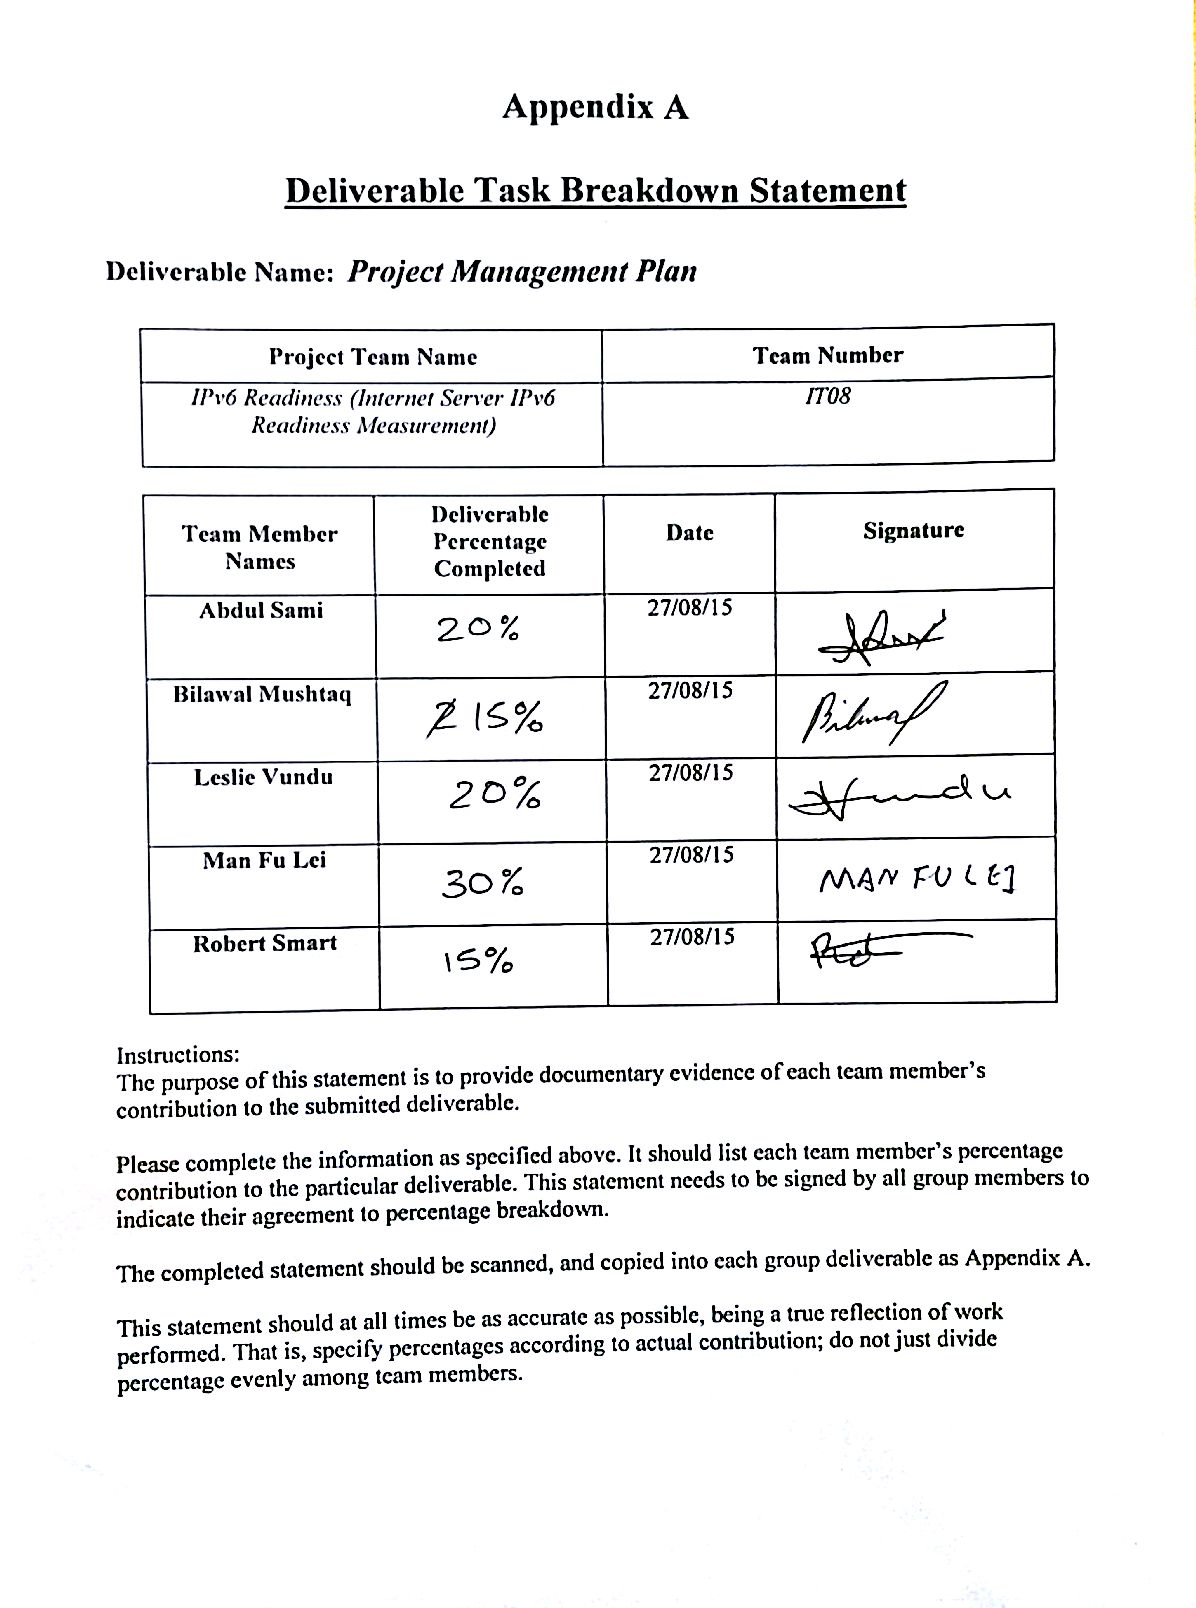 Appendix A
Deliverable Task Breakdown Statement
Deliverable Name: Project Management Plan
Project Team Name
Team Number
IPv6 Readiness (Internet Server IPv6
Readiness Measurement)
IT08
Team Member
Names
Deliverable
Percentage
Completed
Date
Signature
Abdul Sami
20%
27/08/15
Bilawal Mushtaq
15%
27/08/15
Bilawal
Leslie Vundu
20%
27/08/15
Vundu
Man Fu Lei
30%
27/08/15
MAN FU LEI
Robert Smart
15%
27/08/15
Instructions:
The purpose of this statement is to provide documentary evidence of each team member's
contribution to the submitted deliverable.
Please complete the information as specified above. It should list each team member's percentage
contribution to the particular deliverable. This statement needs to be signed by all group members to
indicate their agreement to percentage breakdown.
The completed statement should be scanned, and copied into each group deliverable as Appendix A.
This statement should at all times be as accurate as possible, being a true reflection of work
performed. That is, specify percentages according to actual contribution; do not just divide
percentage evenly among team members.